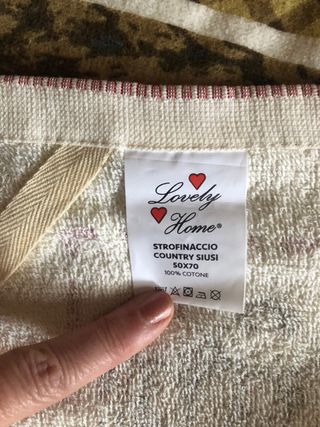 Lovely
Home®
STROFINACCIO
COUNTRY SIUSI
50X70
100% COTONE